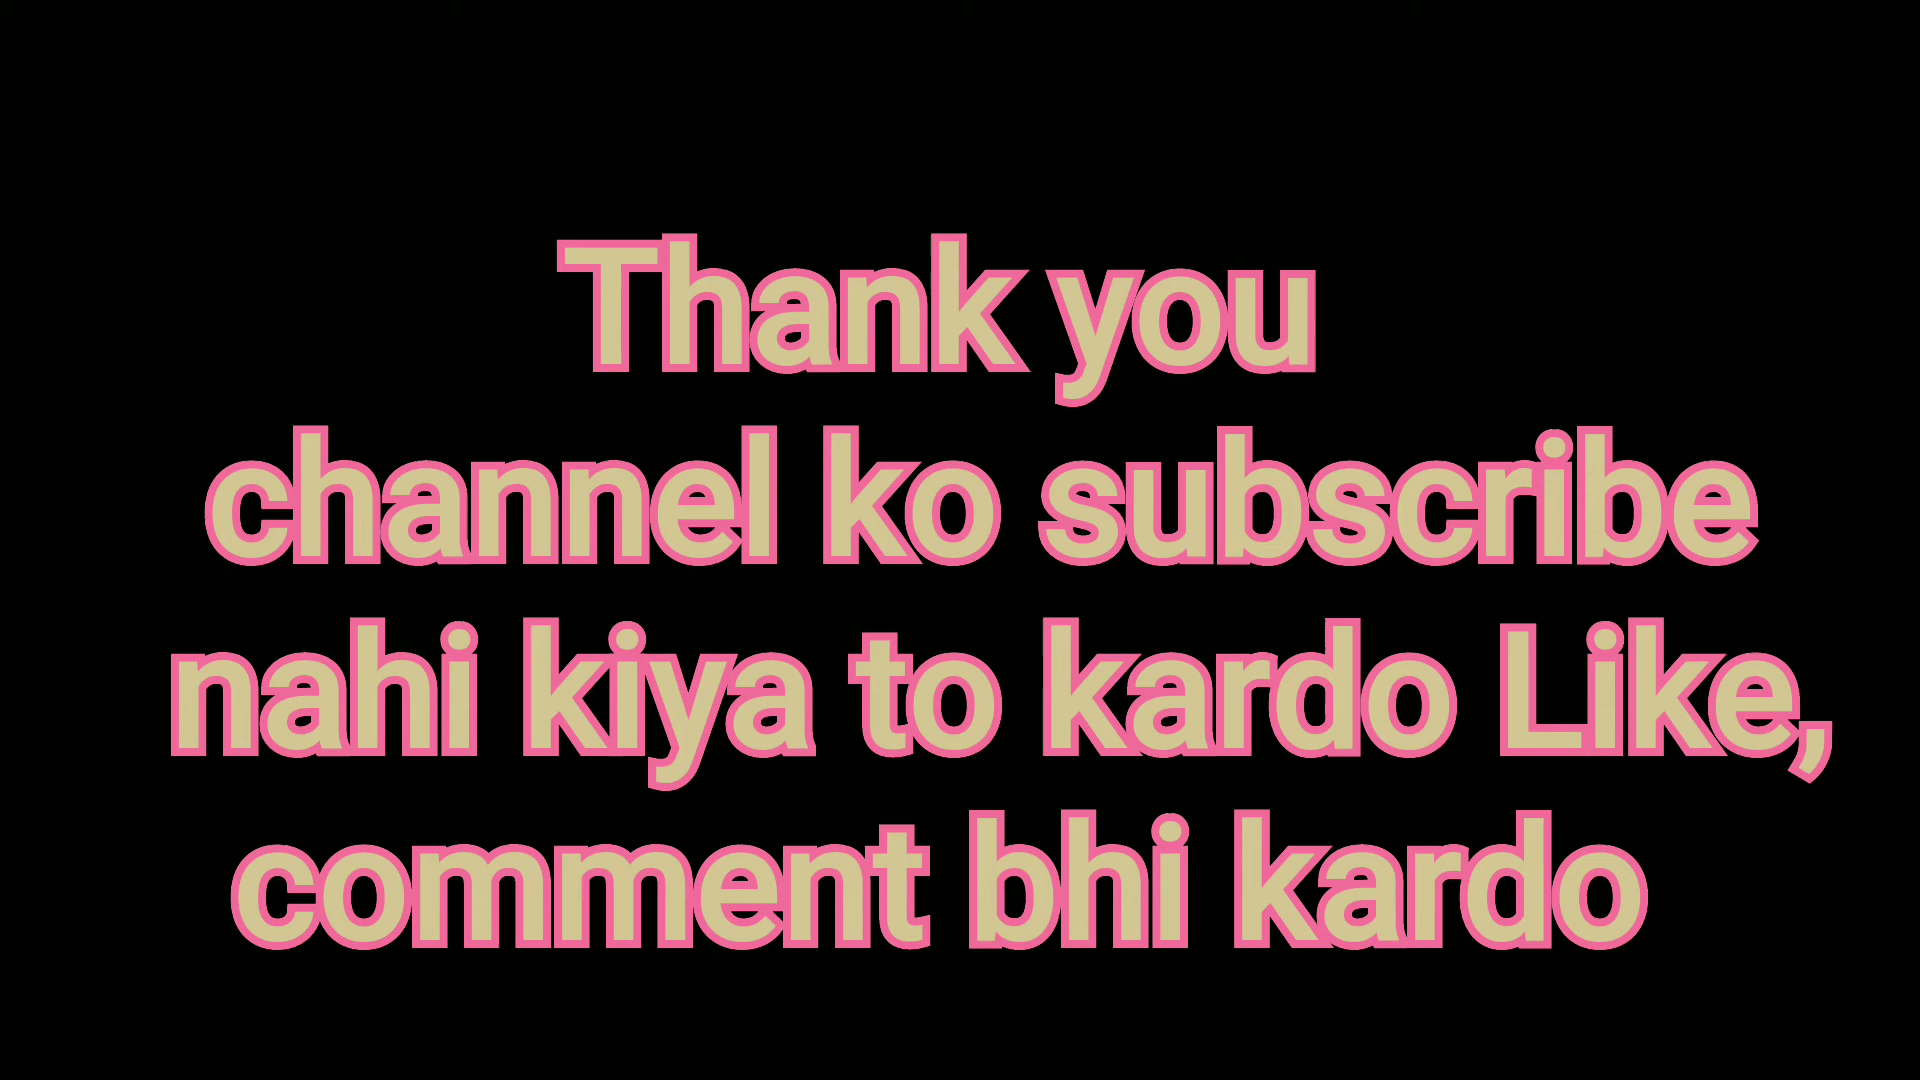 Thank you
channel ko subscribe
nahi kiya to kardo Like,
comment bhi kardo